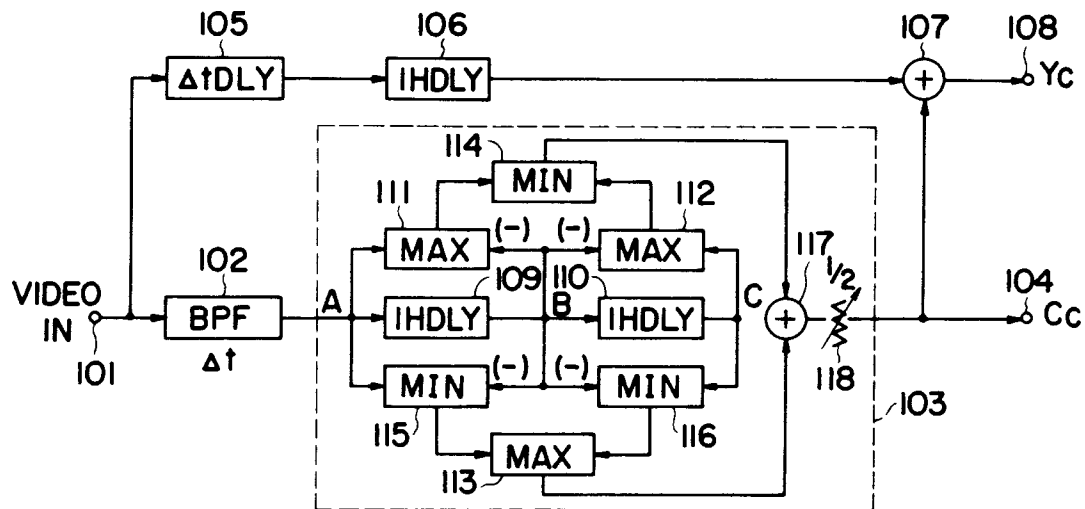 105
106
107
108
ΔtDLY
1HDLY
+
Yc
114
MIN
111
112
(-)
(-)
MAX
MAX
117
1/2
102
109
110
104
VIDEO
IN
BPF
A
1HDLY
B
1HDLY
C
+
Cc
101
Δt
118
(-)
(-)
MIN
MIN
103
115
116
MAX
113